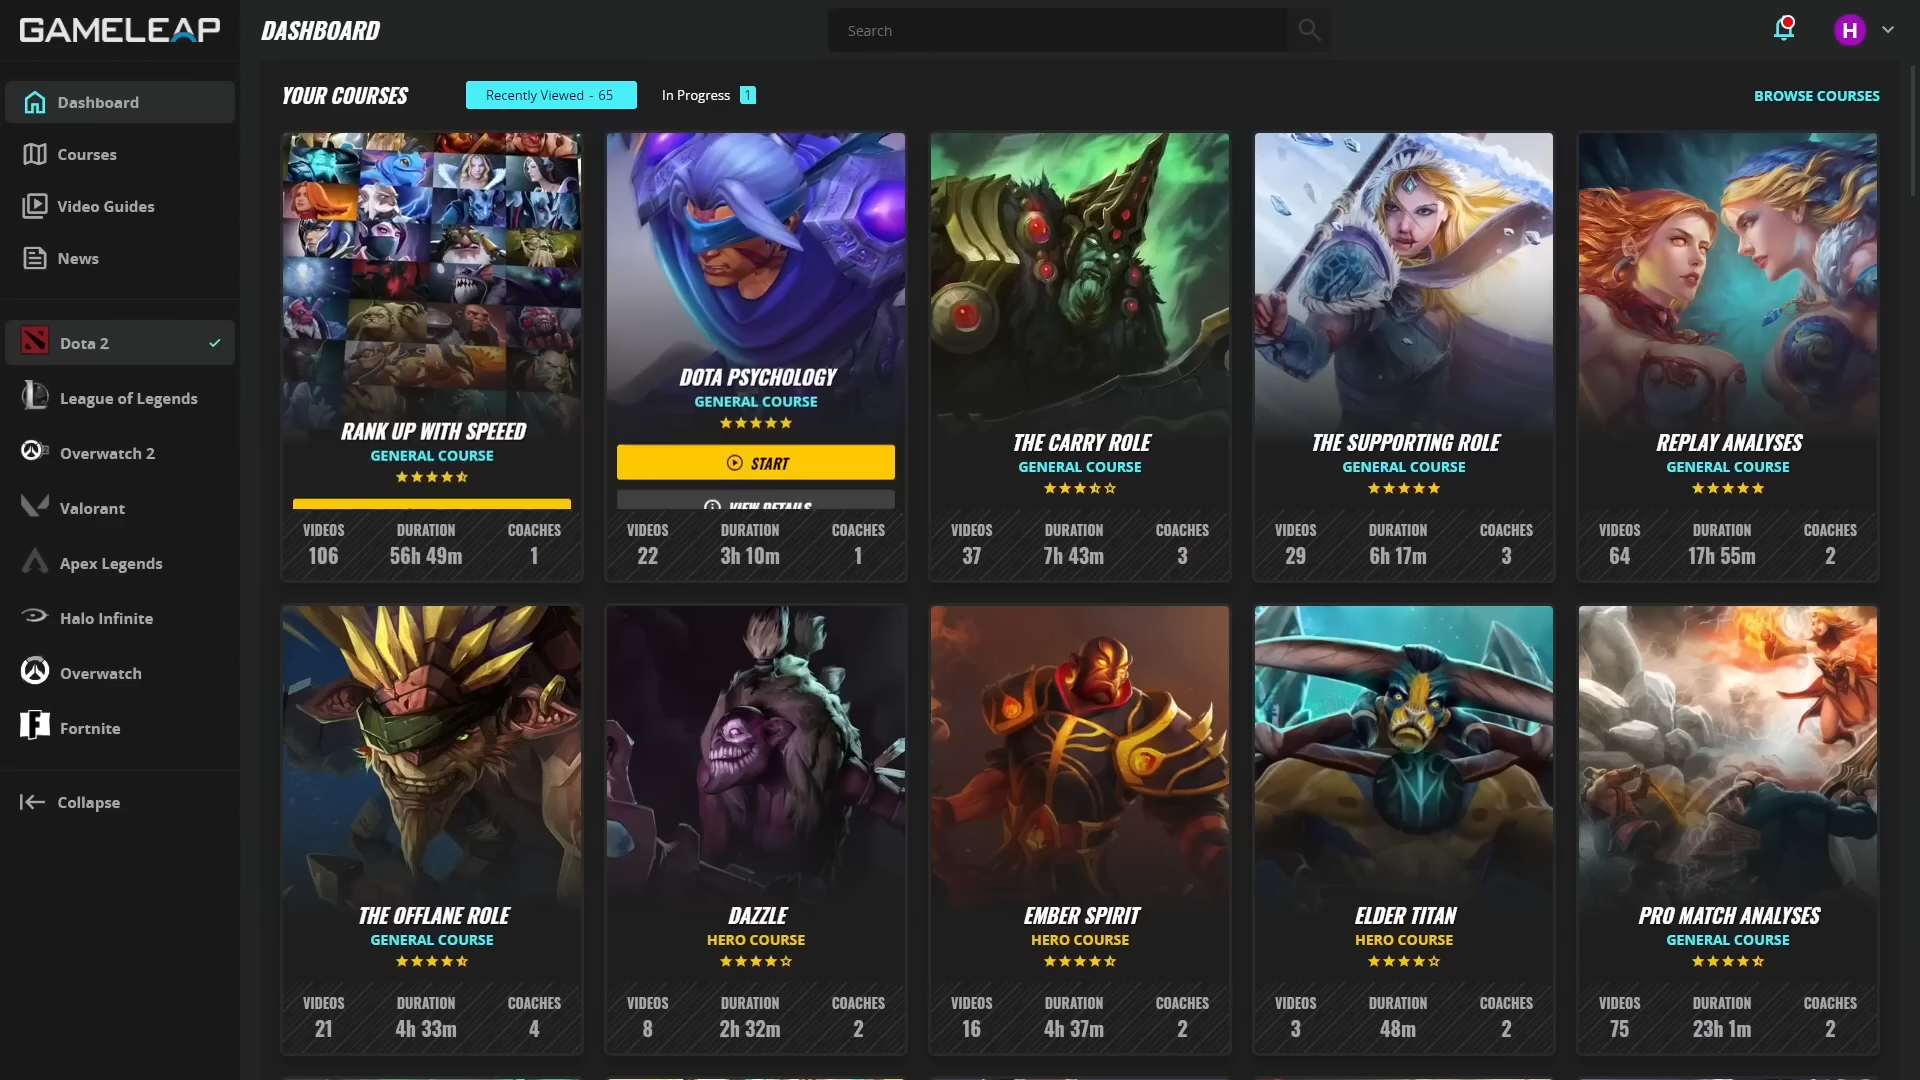 GAMELEAP
DASHBOARD
Search
H
Dashboard
Courses
Video Guides
News
Dota 2
League of Legends
Overwatch 2
Valorant
Apex Legends
Halo Infinite
Overwatch
Fortnite
Collapse
YOUR COURSES
Recently Viewed - 65
In Progress 1
BROWSE COURSES
RANK UP WITH SPEEED
GENERAL COURSE
VIDEOS DURATION COACHES
106 56h 49m 1
DOTA PSYCHOLOGY
GENERAL COURSE
START
VIEW DETAILS
VIDEOS DURATION COACHES
22 3h 10m 1
THE CARRY ROLE
GENERAL COURSE
VIDEOS DURATION COACHES
37 7h 43m 3
THE SUPPORTING ROLE
GENERAL COURSE
VIDEOS DURATION COACHES
29 6h 17m 3
REPLAY ANALYSES
GENERAL COURSE
VIDEOS DURATION COACHES
64 17h 55m 2
THE OFFLANE ROLE
GENERAL COURSE
VIDEOS DURATION COACHES
21 4h 33m 4
DAZZLE
HERO COURSE
VIDEOS DURATION COACHES
8 2h 32m 2
EMBER SPIRIT
HERO COURSE
VIDEOS DURATION COACHES
16 4h 37m 2
ELDER TITAN
HERO COURSE
VIDEOS DURATION COACHES
3 48m 2
PRO MATCH ANALYSES
GENERAL COURSE
VIDEOS DURATION COACHES
75 23h 1m 2